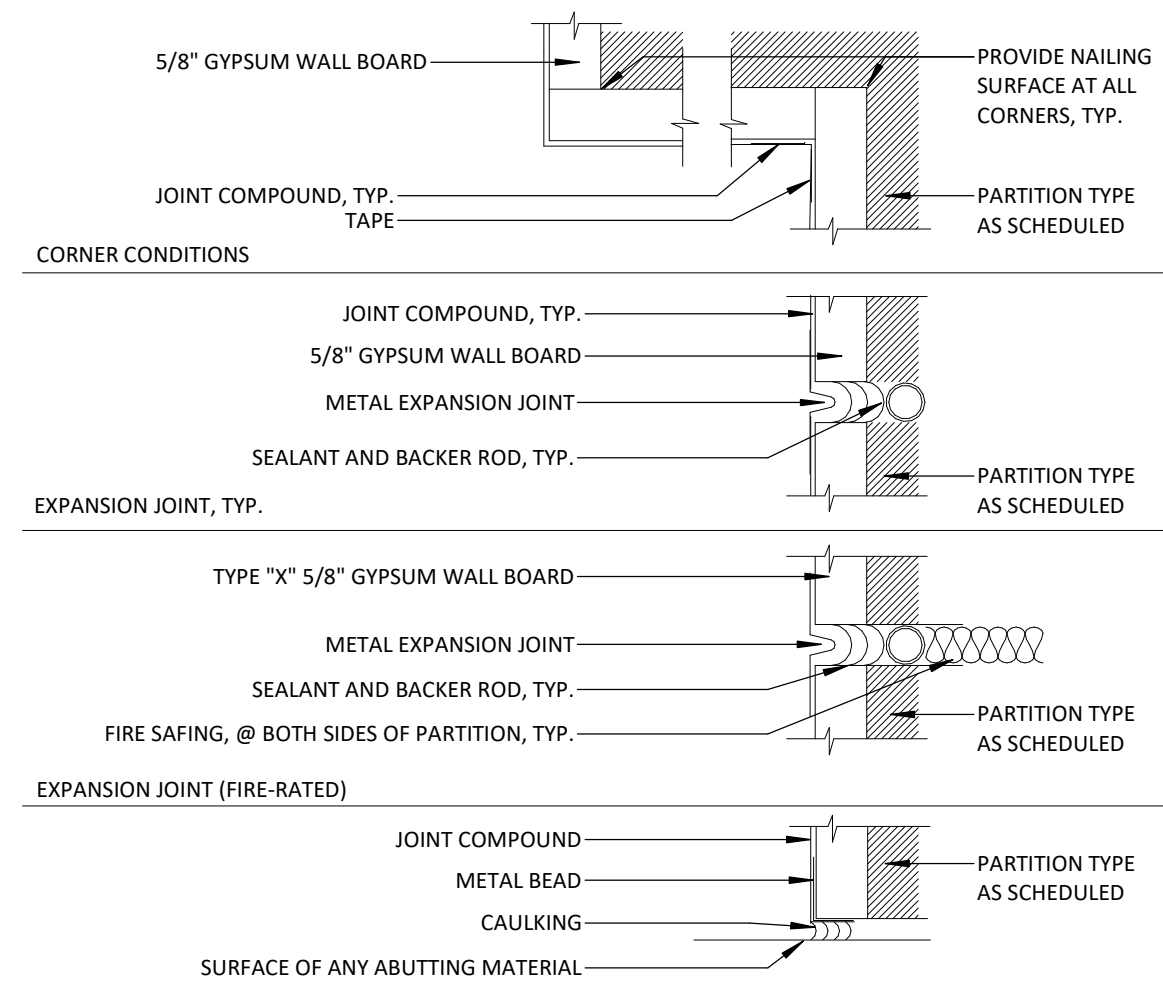 5/8" GYPSUM WALL BOARD
PROVIDE NAILING
SURFACE AT ALL
CORNERS, TYP.
JOINT COMPOUND, TYP.
TAPE
PARTITION TYPE
AS SCHEDULED
CORNER CONDITIONS
JOINT COMPOUND, TYP.
5/8" GYPSUM WALL BOARD
METAL EXPANSION JOINT
SEALANT AND BACKER ROD, TYP.
PARTITION TYPE
AS SCHEDULED
EXPANSION JOINT, TYP.
TYPE "X" 5/8" GYPSUM WALL BOARD
METAL EXPANSION JOINT
SEALANT AND BACKER ROD, TYP.
FIRE SAFING, @ BOTH SIDES OF PARTITION, TYP.
PARTITION TYPE
AS SCHEDULED
EXPANSION JOINT (FIRE-RATED)
JOINT COMPOUND
METAL BEAD
CAULKING
SURFACE OF ANY ABUTTING MATERIAL
PARTITION TYPE
AS SCHEDULED